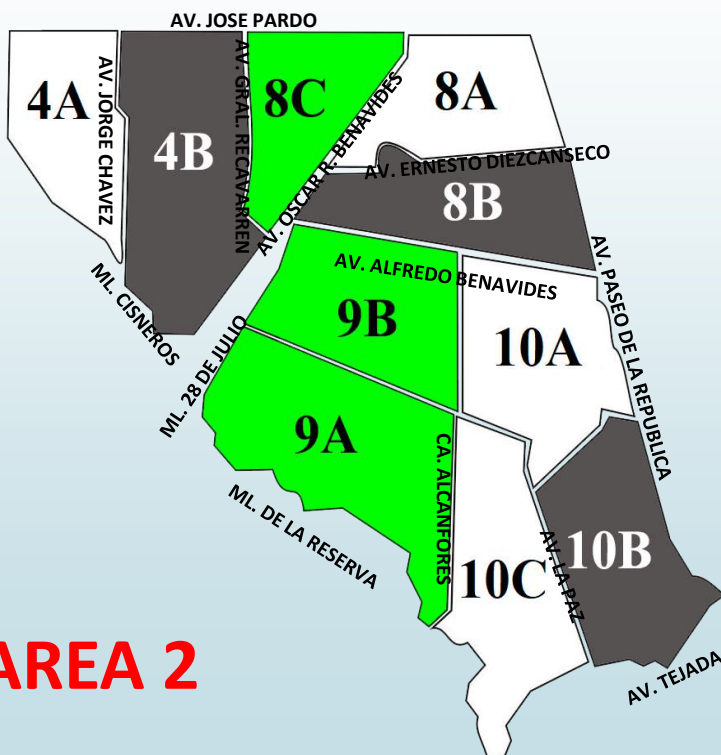 AV. JOSE PARDO
4A
AV. JORGE CHAVEZ
4B
AV. GRAL. RECAVARREN
8C
AV. OSCAR R. BENAVIDES
8A
AV. ERNESTO DIEZCANSECO
8B
AV. ALFREDO BENAVIDES
AV. PASEO DE LA REPUBLICA
ML. CISNEROS
9B
10A
ML. 28 DE JULIO
9A
CA. ALCANFORES
ML. DE LA RESERVA
10C
AV. LA PAZ
10B
AREA 2
AV. TEJADA